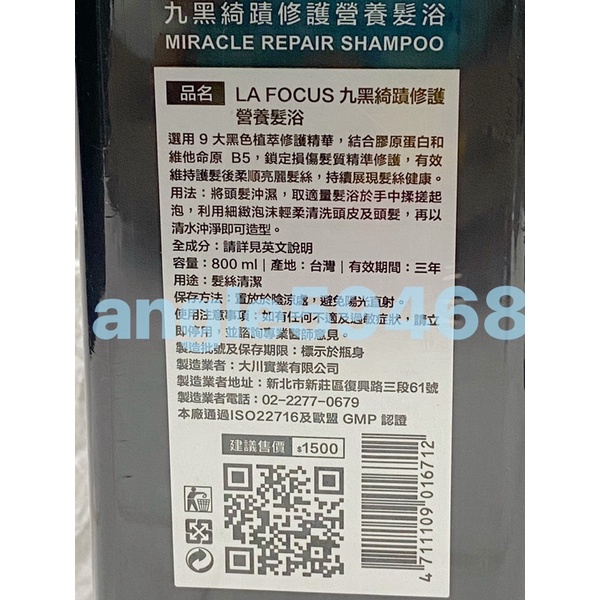 九黑綺蹟修護營養髮浴
MIRACLE REPAIR SHAMPOO
品名 LA FOCUS 九黑綺蹟修護
營養髮浴
選用 9 大黑色植萃修護精華，結合膠原蛋白和
維他命原 B5，鎖定損傷髮質精準修護，有效
維持護髮後柔順亮麗髮絲，持續展現髮絲健康。
用法：將頭髮沖濕，取適量髮浴於手中揉搓起
泡，利用細緻泡沫輕柔清洗頭皮及頭髮，再以
清水沖淨即可造型。
全成分：請詳見英文說明
容量：800 ml｜產地：台灣｜有效期間：三年
用途：髮絲清潔
保存方法：置放於陰涼處，避免陽光直射。
使用注意事項：如有任何不適及過敏症狀，請立
即停用，並諮詢專業醫師意見。
製造批號及保存期限：標示於瓶身
製造業者：大川實業有限公司
製造業者地址：新北市新莊區復興路三段61號
製造業者電話：02-2277-0679
本廠通過ISO22716及歐盟 GMP 認證
建議售價 $1500
4 711109 016712